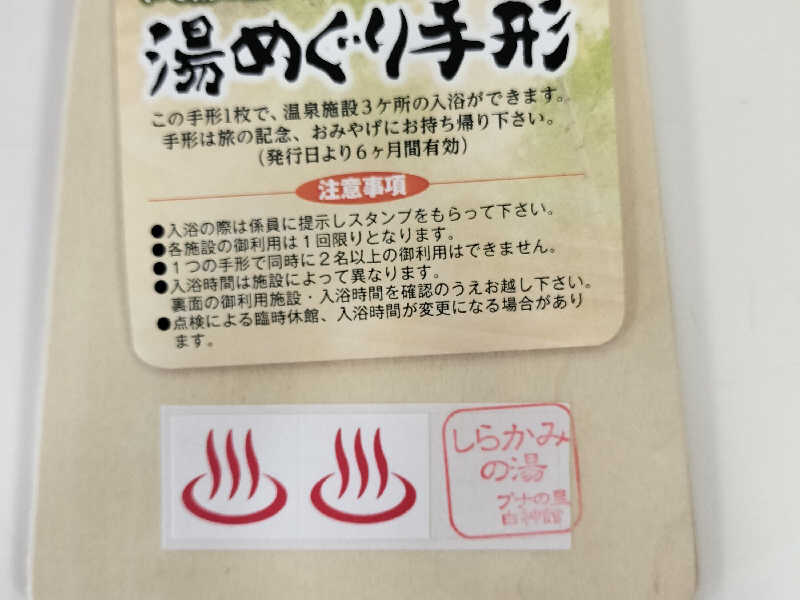 湯めぐり手形
この手形1枚で、温泉施設3ケ所の入浴ができます。
手形は旅の記念、おみやげにお持ち帰り下さい。
(発行日より6ヶ月間有効)
注意事項
●入浴の際は係員に提示しスタンプをもらって下さい。
●各施設の御利用は1回限りとなります。
●1つの手形で同時に2名以上の御利用はできません。
●入浴時間は施設によって異なります。
裏面の御利用施設・入浴時間を確認のうえお越し下さい。
●点検による臨時休館、入浴時間が変更になる場合があり
ます。
しらかみ
の湯
ブナの里
白神館